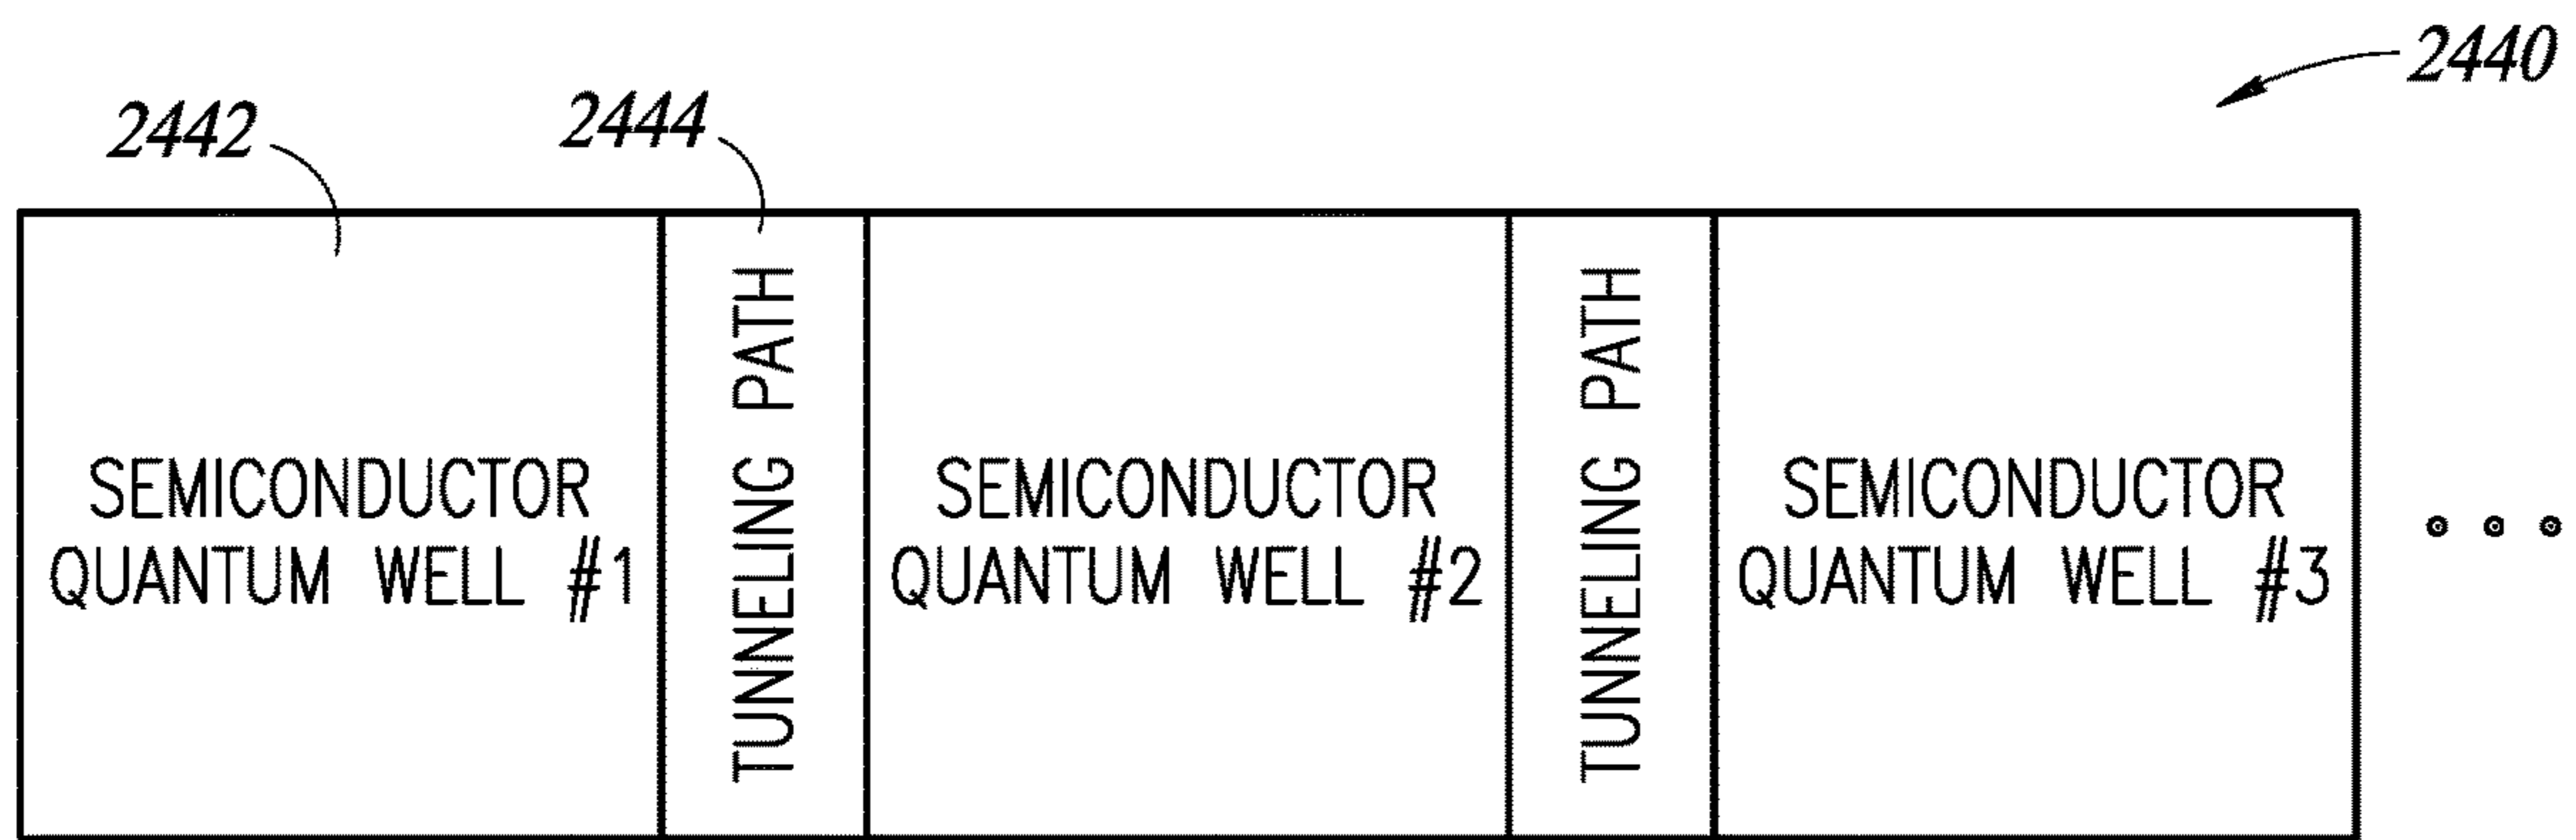 2440
2442
2444
SEMICONDUCTOR
QUANTUM WELL #1
TUNNELING PATH
SEMICONDUCTOR
QUANTUM WELL #2
TUNNELING PATH
SEMICONDUCTOR
QUANTUM WELL #3